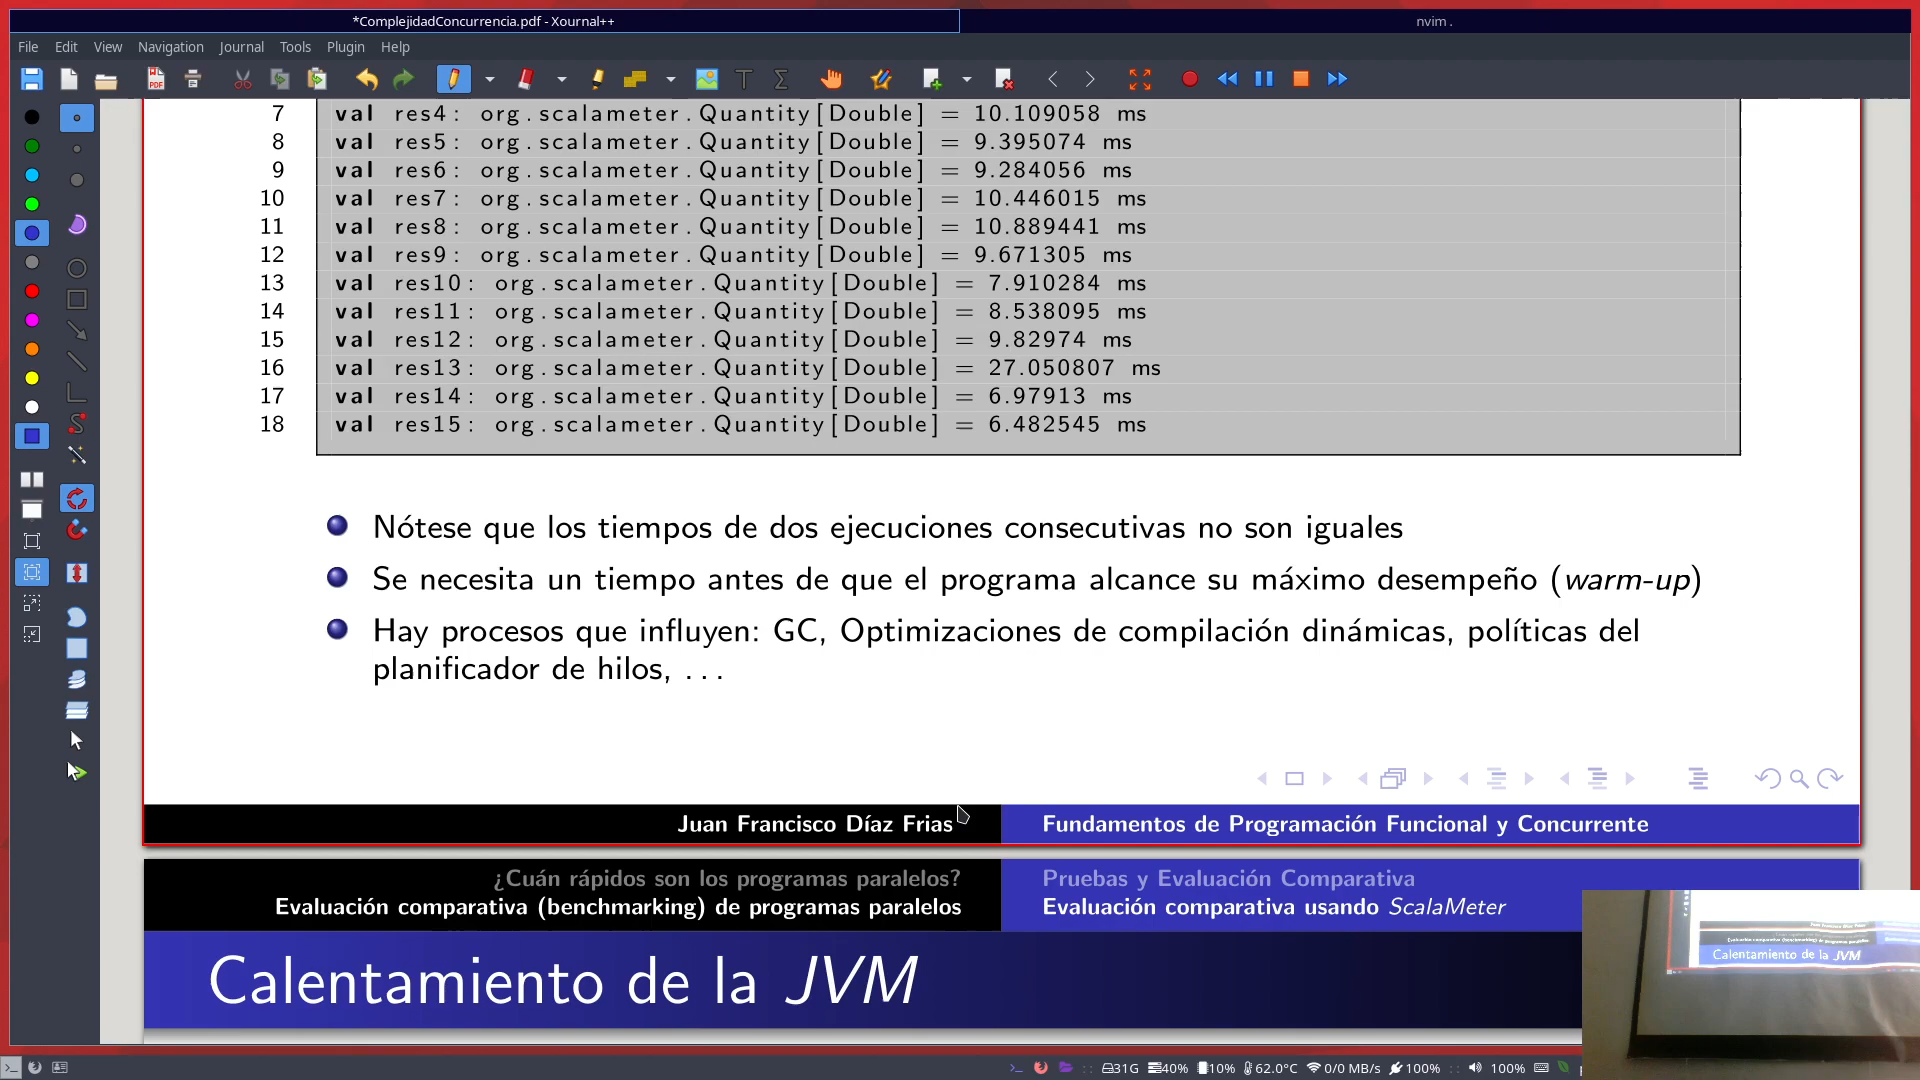 *ComplejidadConcurrencia.pdf - Xournal++
nvim .
File Edit View Navigation Journal Tools Plugin Help
7 val res4: org.scalameter.Quantity[Double] = 10.109058 ms
8 val res5: org.scalameter.Quantity[Double] = 9.395074 ms
9 val res6: org.scalameter.Quantity[Double] = 9.284056 ms
10 val res7: org.scalameter.Quantity[Double] = 10.446015 ms
11 val res8: org.scalameter.Quantity[Double] = 10.889441 ms
12 val res9: org.scalameter.Quantity[Double] = 9.671305 ms
13 val res10: org.scalameter.Quantity[Double] = 7.910284 ms
14 val res11: org.scalameter.Quantity[Double] = 8.538095 ms
15 val res12: org.scalameter.Quantity[Double] = 9.82974 ms
16 val res13: org.scalameter.Quantity[Double] = 27.050807 ms
17 val res14: org.scalameter.Quantity[Double] = 6.97913 ms
18 val res15: org.scalameter.Quantity[Double] = 6.482545 ms
Nótese que los tiempos de dos ejecuciones consecutivas no son iguales
Se necesita un tiempo antes de que el programa alcance su máximo desempeño (warm-up)
Hay procesos que influyen: GC, Optimizaciones de compilación dinámicas, políticas del
planificador de hilos, . . .
Juan Francisco Díaz Frias
Fundamentos de Programación Funcional y Concurrente
¿Cuán rápidos son los programas paralelos?
Evaluación comparativa (benchmarking) de programas paralelos
Pruebas y Evaluación Comparativa
Evaluación comparativa usando ScalaMeter
Calentamiento de la JVM
Calentamiento de la JVM
31G 40% 10% 62.0°C 0/0 MB/s 100% 100%